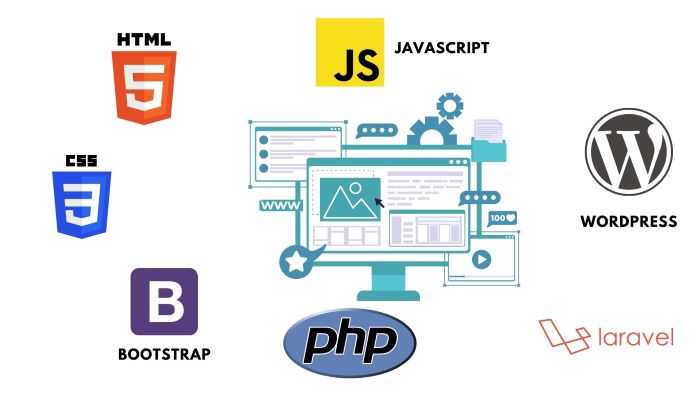 HTML
5
JS
JAVASCRIPT
CSS
3
WWW
100
W
WORDPRESS
B
BOOTSTRAP
php
laravel